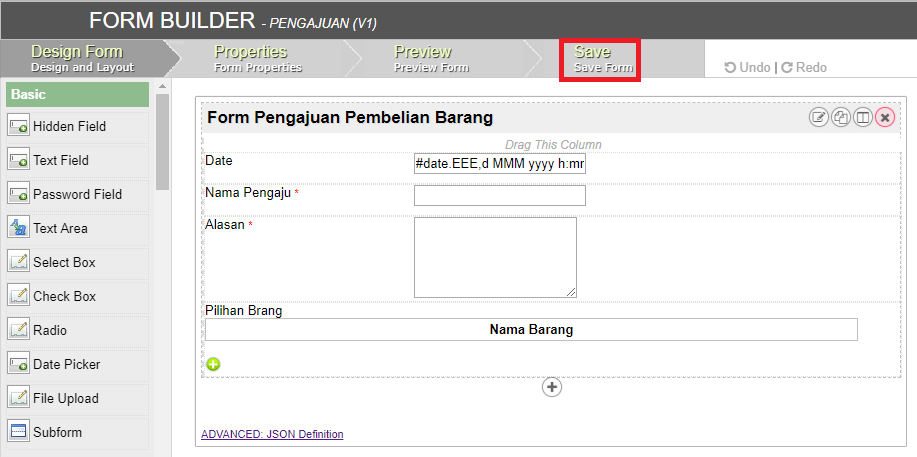 FORM BUILDER - PENGAJUAN (V1)
Design Form
Design and Layout
Properties
Form Properties
Preview
Preview Form
Save
Save Form
Undo | Redo
Basic
Hidden Field
Text Field
Password Field
Text Area
Select Box
Check Box
Radio
Date Picker
File Upload
Subform
Form Pengajuan Pembelian Barang
Drag This Column
Date
#date.EEE,d MMM yyyy h:mr
Nama Pengaju *
Alasan *
Pilihan Brang
Nama Barang
ADVANCED: JSON Definition